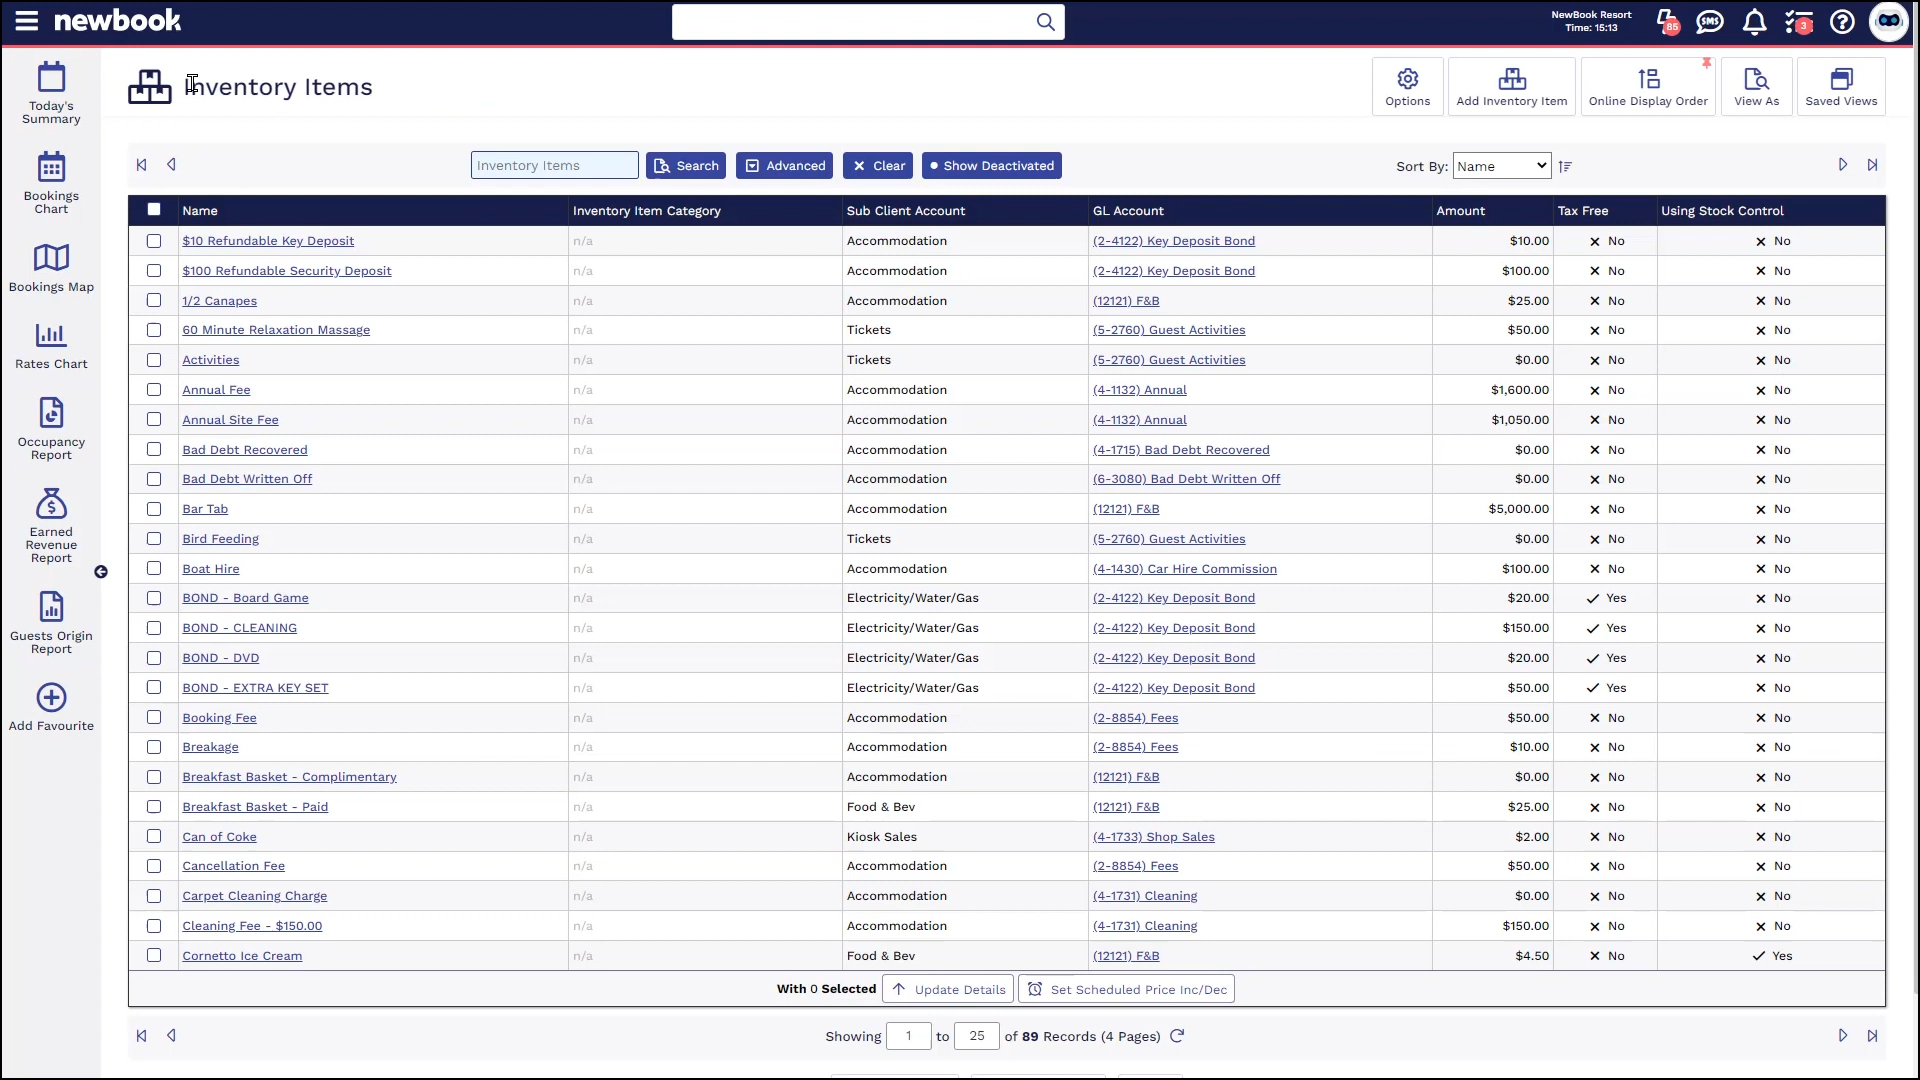 newbook
NewBook Resort
Time: 15:13
85
SMS
3
Today's
Summary
Bookings
Chart
Bookings Map
Rates Chart
Occupancy
Report
Earned
Revenue
Report
Guests Origin
Report
Add Favourite
Inventory Items
Options
Add Inventory Item
Online Display Order
View As
Saved Views
Inventory Items Search Advanced Clear Show Deactivated Sort By: Name
Name Inventory Item Category Sub Client Account GL Account Amount Tax Free Using Stock Control
$10 Refundable Key Deposit n/a Accommodation (2-4122) Key Deposit Bond $10.00 No No
$100 Refundable Security Deposit n/a Accommodation (2-4122) Key Deposit Bond $100.00 No No
1/2 Canapes n/a Accommodation (12121) F&B $25.00 No No
60 Minute Relaxation Massage n/a Tickets (5-2760) Guest Activities $50.00 No No
Activities n/a Tickets (5-2760) Guest Activities $0.00 No No
Annual Fee n/a Accommodation (4-1132) Annual $1,600.00 No No
Annual Site Fee n/a Accommodation (4-1132) Annual $1,050.00 No No
Bad Debt Recovered n/a Accommodation (4-1715) Bad Debt Recovered $0.00 No No
Bad Debt Written Off n/a Accommodation (6-3080) Bad Debt Written Off $0.00 No No
Bar Tab n/a Accommodation (12121) F&B $5,000.00 No No
Bird Feeding n/a Tickets (5-2760) Guest Activities $0.00 No No
Boat Hire n/a Accommodation (4-1430) Car Hire Commission $100.00 No No
BOND - Board Game n/a Electricity/Water/Gas (2-4122) Key Deposit Bond $20.00 Yes No
BOND - CLEANING n/a Electricity/Water/Gas (2-4122) Key Deposit Bond $150.00 Yes No
BOND - DVD n/a Electricity/Water/Gas (2-4122) Key Deposit Bond $20.00 Yes No
BOND - EXTRA KEY SET n/a Electricity/Water/Gas (2-4122) Key Deposit Bond $50.00 Yes No
Booking Fee n/a Accommodation (2-8854) Fees $50.00 No No
Breakage n/a Accommodation (2-8854) Fees $10.00 No No
Breakfast Basket - Complimentary n/a Accommodation (12121) F&B $0.00 No No
Breakfast Basket - Paid n/a Food & Bev (12121) F&B $25.00 No No
Can of Coke n/a Kiosk Sales (4-1733) Shop Sales $2.00 No No
Cancellation Fee n/a Accommodation (2-8854) Fees $50.00 No No
Carpet Cleaning Charge n/a Accommodation (4-1731) Cleaning $0.00 No No
Cleaning Fee - $150.00 n/a Accommodation (4-1731) Cleaning $150.00 No No
Cornetto Ice Cream n/a Food & Bev (12121) F&B $4.50 No Yes
With 0 Selected Update Details Set Scheduled Price Inc/Dec
Showing 1 to 25 of 89 Records (4 Pages)